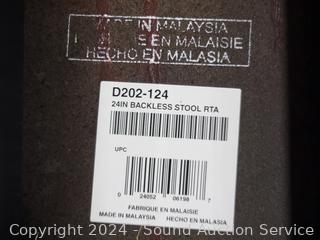 MADE IN MALAYSIA
FABRIQUE EN MALAISIE
HECHO EN MALASIA
D202-124
24IN BACKLESS STOOL RTA
UPC
0 24052 06198 7
FABRIQUE EN MALAISIE
MADE IN MALAYSIA HECHO EN MALASIA
Copyright © 2024 - Sound Auction Service